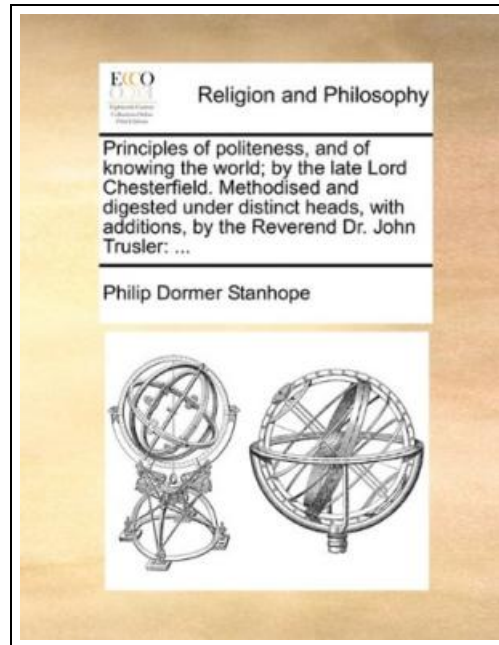 ECCO
Religion and Philosophy
Principles of politeness, and of
knowing the world; by the late Lord
Chesterfield. Methodised and
digested under distinct heads, with
additions, by the Reverend Dr. John
Trusler: ...
Philip Dormer Stanhope